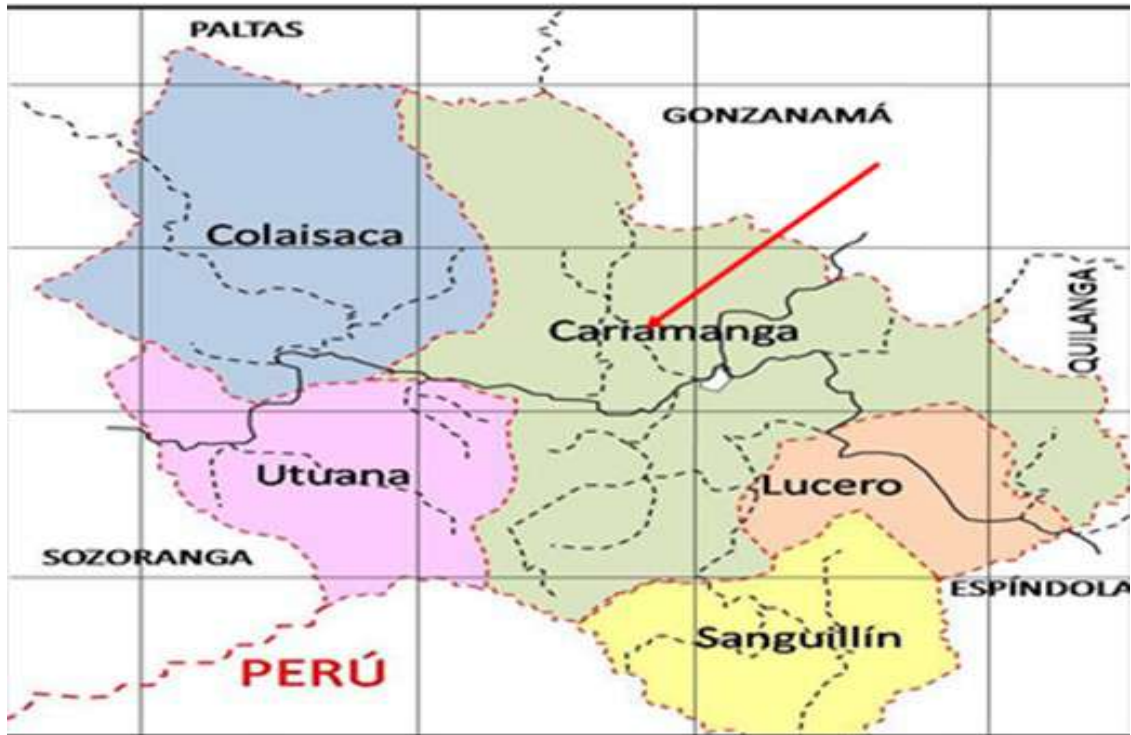 PALTAS
GONZANAMÁ
Colaisaca
Cariamanga
QUILANGA
Utuana
Lucero
SOZORANGA
ESPÍNDOLA
Sanguillín
PERÚ